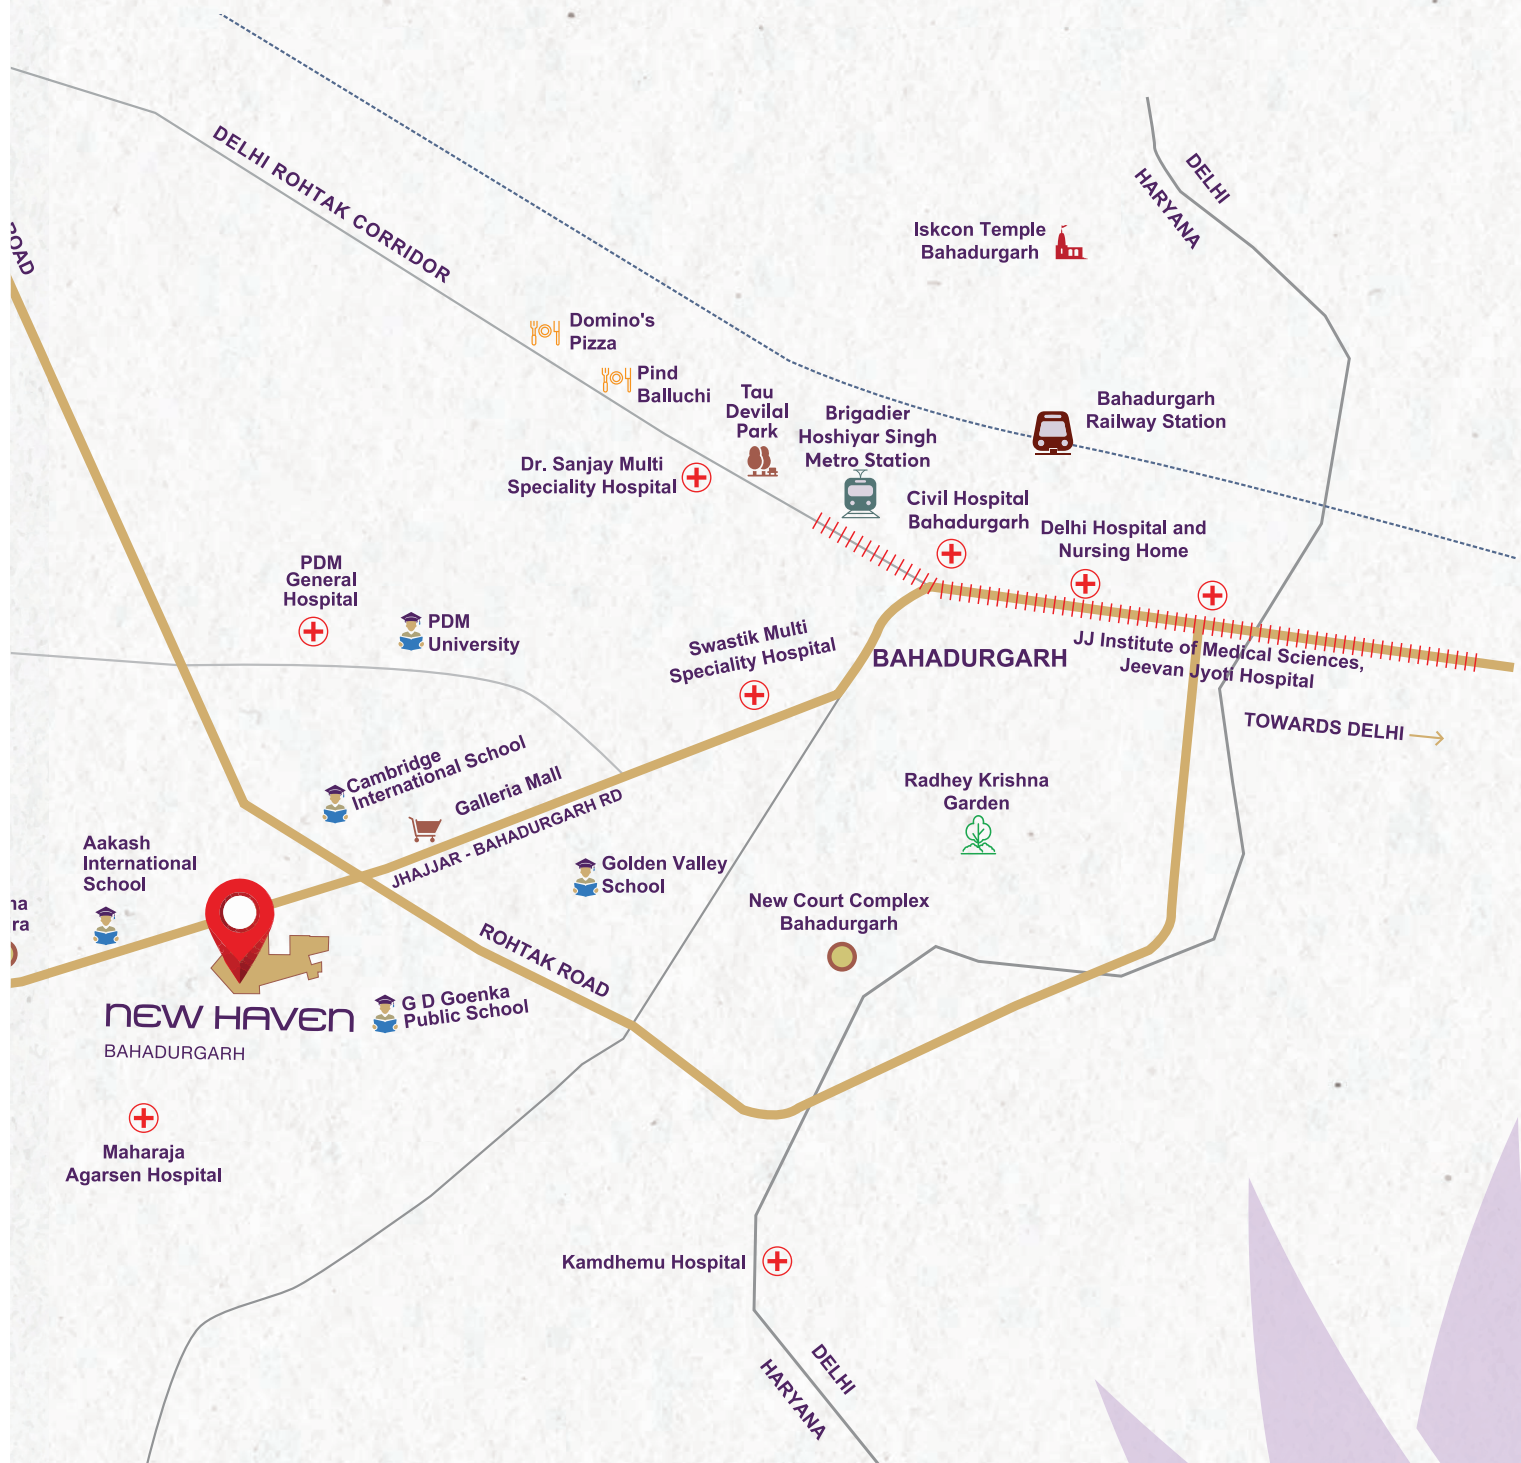 DELHI ROHTAK CORRIDOR
DELHI
HARYANA
ROAD
Iskcon Temple
Bahadurgarh
Domino's
Pizza
Pind
Balluchi
Tau
Devilal
Park
Brigadier
Hoshiyar Singh
Metro Station
Bahadurgarh
Railway Station
Dr. Sanjay Multi
Speciality Hospital
Civil Hospital
Bahadurgarh
Delhi Hospital and
Nursing Home
PDM
General
Hospital
PDM
University
Swastik Multi
Speciality Hospital
BAHADURGARH
JJ Institute of Medical Sciences,
Jeevan Jyoti Hospital
TOWARDS DELHI
Cambridge
International School
Galleria Mall
JHAJJAR - BAHADURGARH RD
Radhey Krishna
Garden
Aakash
International
School
Golden Valley
School
New Court Complex
Bahadurgarh
ROHTAK ROAD
G D Goenka
Public School
NEW HAVEN
BAHADURGARH
Maharaja
Agarsen Hospital
Kamdhemu Hospital
DELHI
HARYANA